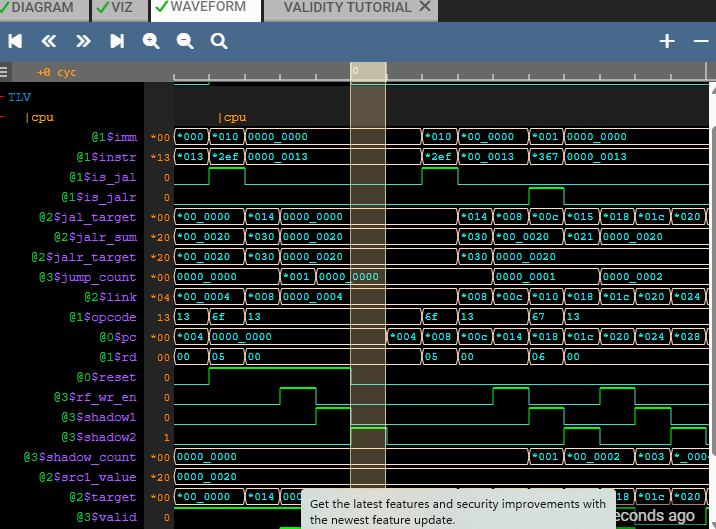 DIAGRAM VIZ WAVEFORM VALIDITY TUTORIAL
+0 cyc 0
TLV
|cpu |cpu
@1$imm *00 *000 *010 0000_0000 *010 *00_0000 *001 0000_0000
@1$instr *13 *013 *2ef 0000_0013 *2ef *00_0013 *367 0000_0013
@1$is_jal 0
@1$is_jalr 0
@2$jal_target *00 *00_0000 *014 0000_0000 *014 *008 *00c *015 *018 *01c *020
@2$jalr_sum *20 *00_0020 *030 0000_0020 *030 *00_0020 *021 0000_0020
@2$jalr_target *20 *00_0020 *030 0000_0020 *030 0000_0020
@3$jump_count *00 0000_0000 *001 0000_0000 0000_0001 0000_0002
@2$link *04 *00_0004 *008 0000_0004 *008 *00c *010 *018 *01c *020 *024
@1$opcode 13 13 6f 13 6f 13 67 13
@0$pc *00 *004 0000_0000 *004 *008 *00c *014 *018 *01c *020 *024 *028
@1$rd 00 00 05 00 05 00 06 00
@0$reset 0
@3$rf_wr_en 0
@3$shadow1 0
@3$shadow2 1
@3$shadow_count *00 0000_0000 *001 *00_0002 *003
@2$src1_value *20 0000_0020
@2$target *00 *00_0000 *014 *018 *01c *020
@3$valid 0
Get the latest features and security improvements with
the newest feature update.
econds ago